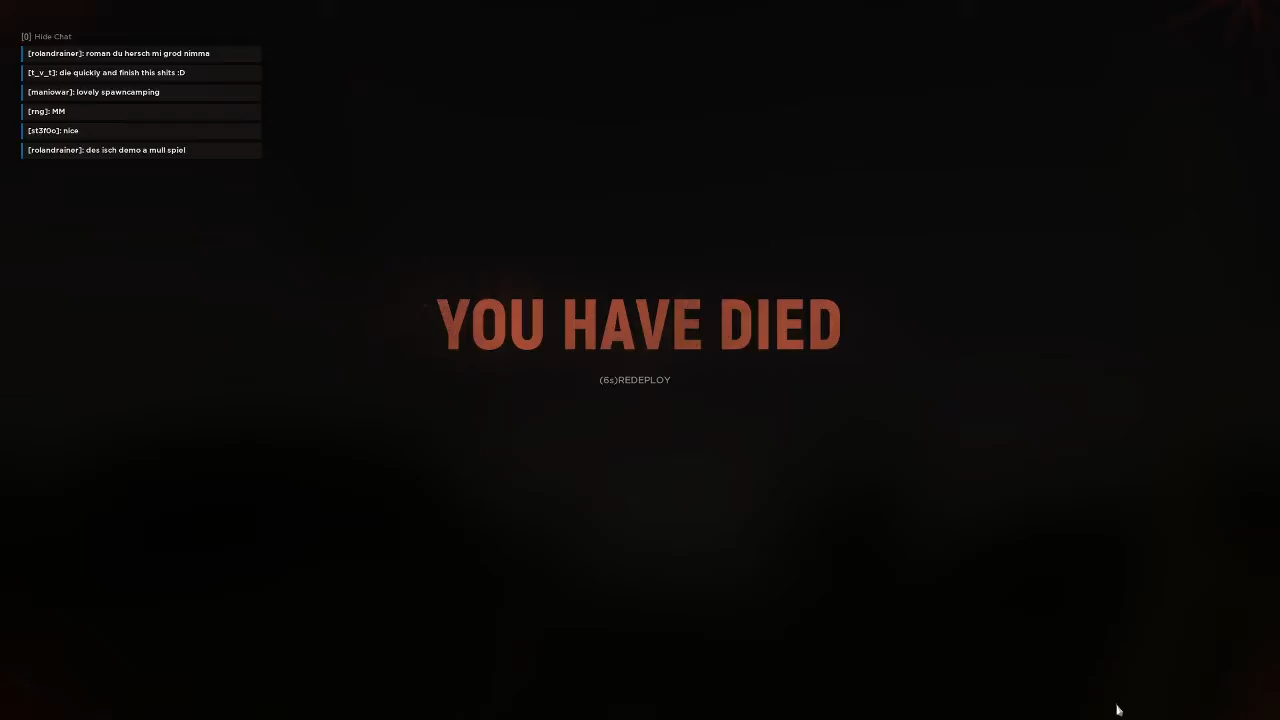 [0] Hide Chat
[rolandrainer]: roman du hersch mi grod nimma
[t_v_t]: die quickly and finish this shits :D
[maniowar]: lovely spawncamping
[rng]: MM
[st3f0o]: nice
[rolandrainer]: des isch demo a mull spiel
YOU HAVE DIED
(6s)REDEPLOY